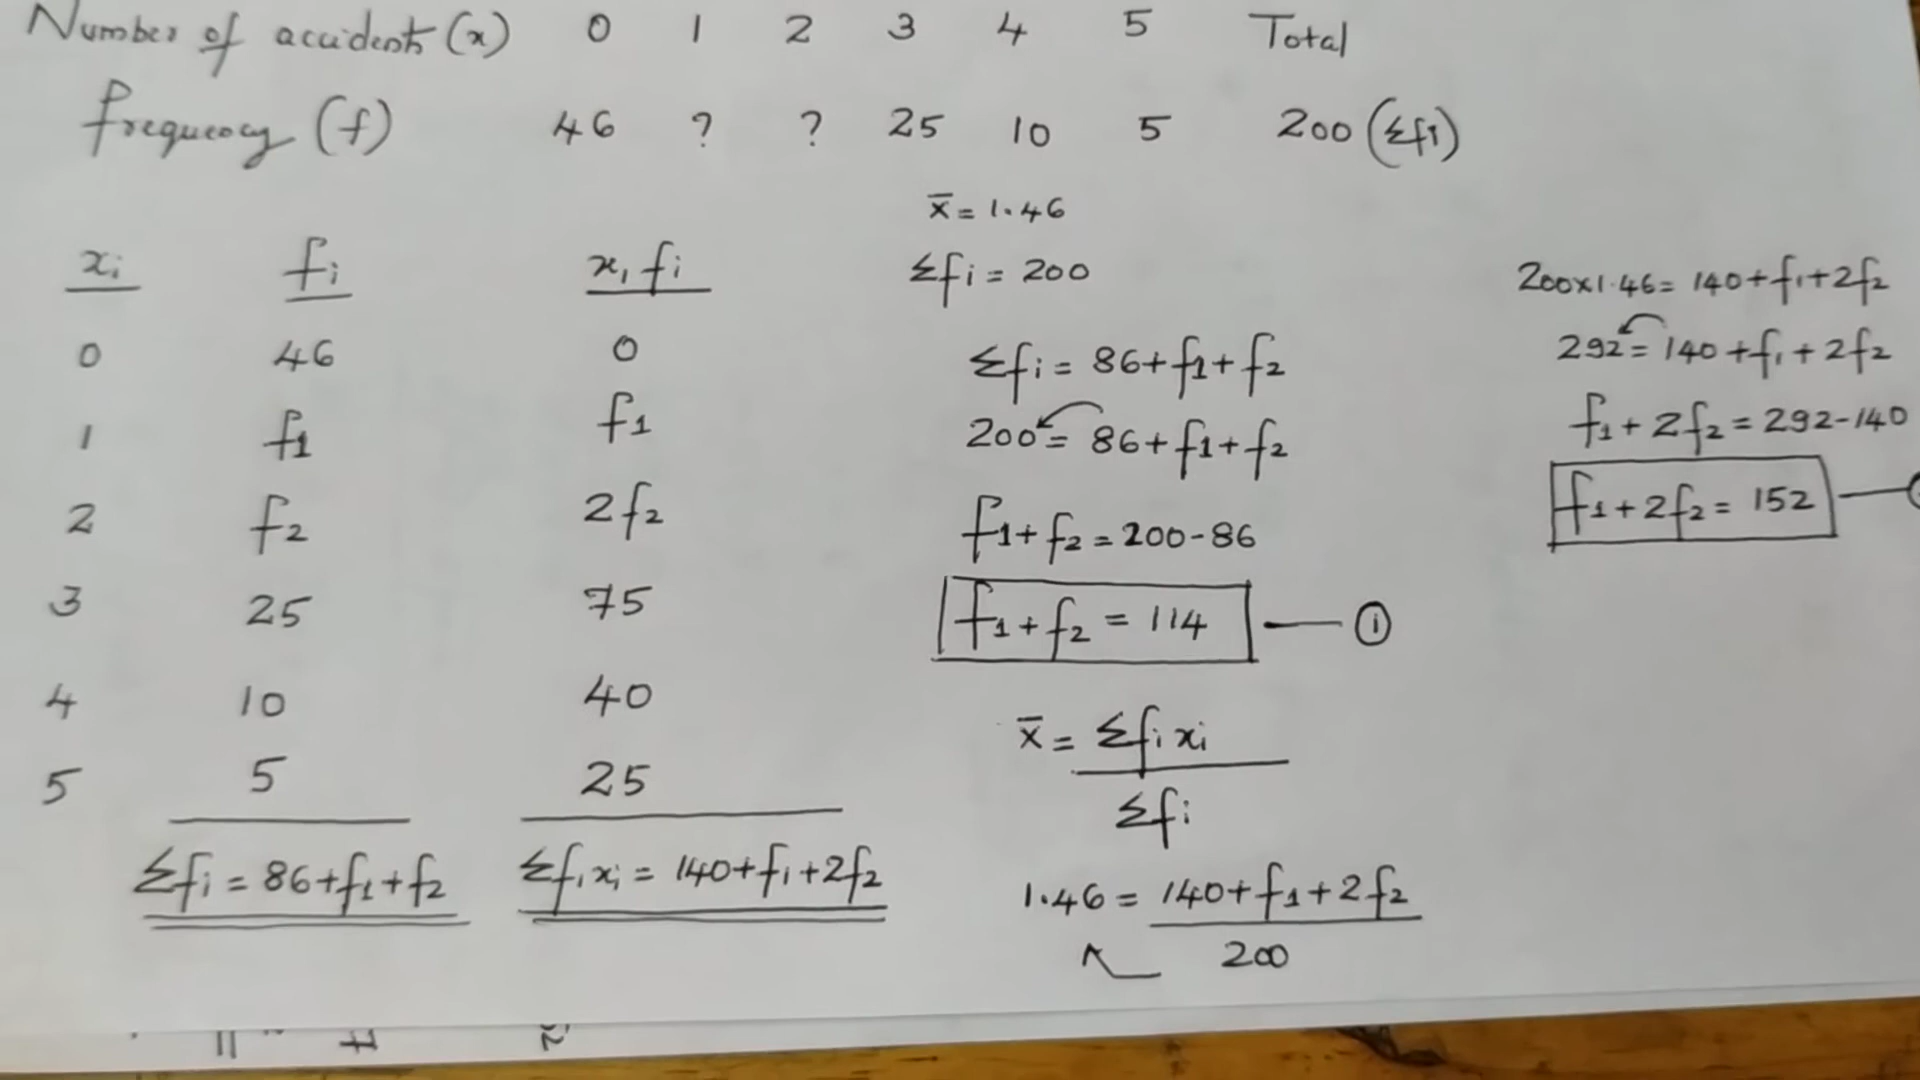 Number of accidents (x) 0 1 2 3 4 5 Total
frequency (f) 46 ? ? 25 10 5 200 (Σfi)
xi fi xi fi
0 46 0
1 f1 f1
2 f2 2f2
3 25 75
4 10 40
5 5 25
Σfi = 86+f1+f2 Σfixi = 140+f1+2f2
x̄ = 1.46
Σfi = 200
Σfi = 86+f1+f2
200 = 86+f1+f2
f1+f2 = 200-86
f1+f2 = 114 — ①
x̄ = Σfi xi
Σfi
1.46 = 140+f1+2f2
200
200x1.46 = 140+f1+2f2
292 = 140+f1+2f2
f1+2f2 = 292-140
f1+2f2 = 152 —